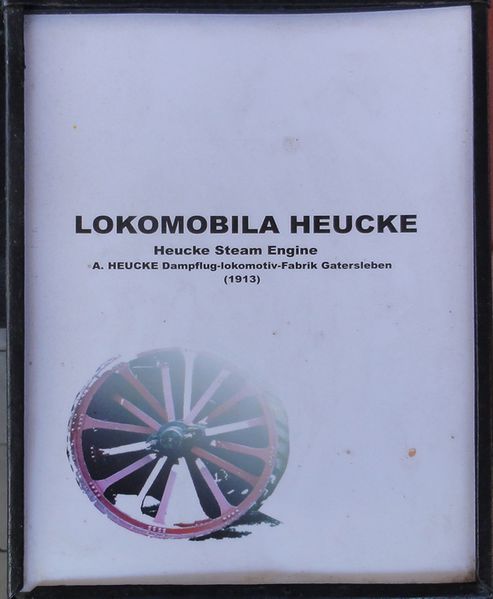 LOKOMOBILA HEUCKE
Heucke Steam Engine
A. HEUCKE Dampflug-lokomotiv-Fabrik Gatersleben
(1913)